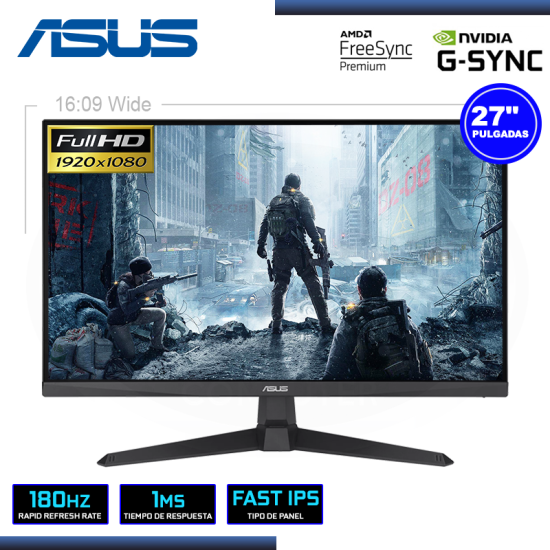 ASUS
AMD
FreeSync
Premium
NVIDIA
G-SYNC
16:09 Wide
27"
PULGADAS
Full HD
1920x1080
ASUS
180HZ
RAPID REFRESH RATE
1MS
TIEMPO DE RESPUESTA
FAST IPS
TIPO DE PANEL